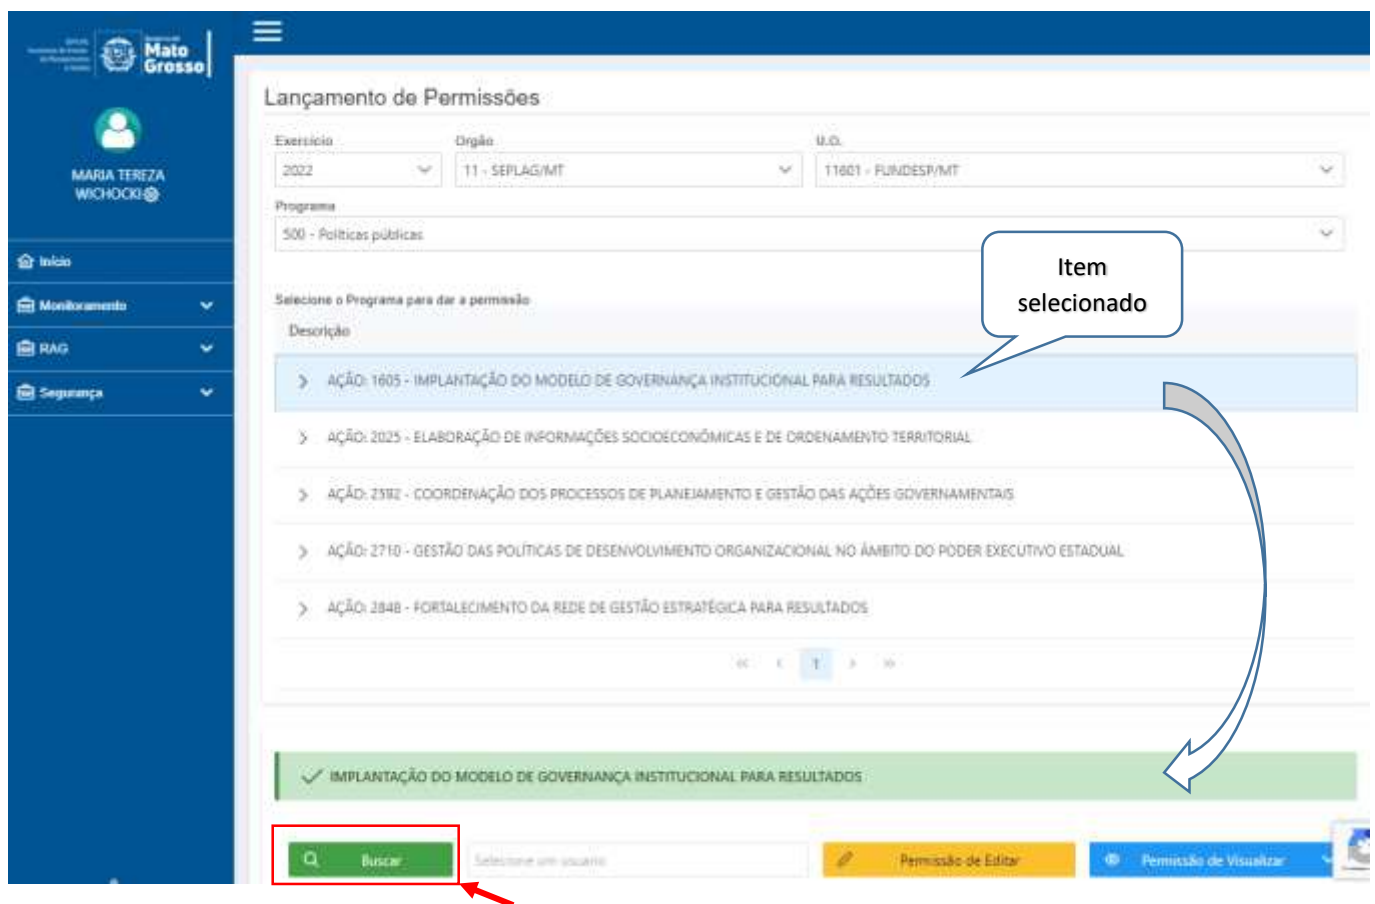 Mato
Grosso
MARIA TEREZA
WICHOCKI
Início
Monitoramento
RAG
Segurança
Lançamento de Permissões
Exercício
Orgão
U.O.
2022
11 - SEPLAG/MT
11601 - FUNDESP/MT
Programa
500 - Políticas públicas
Item
selecionado
Selecione o Programa para dar a permissão
Descrição
AÇÃO: 1605 - IMPLANTAÇÃO DO MODELO DE GOVERNANÇA INSTITUCIONAL PARA RESULTADOS
AÇÃO: 2025 - ELABORAÇÃO DE INFORMAÇÕES SOCIOECONÔMICAS E DE ORDENAMENTO TERRITORIAL
AÇÃO: 2592 - COORDENAÇÃO DOS PROCESSOS DE PLANEJAMENTO E GESTÃO DAS AÇÕES GOVERNAMENTAIS
AÇÃO: 2710 - GESTÃO DAS POLÍTICAS DE DESENVOLVIMENTO ORGANIZACIONAL NO ÂMBITO DO PODER EXECUTIVO ESTADUAL
AÇÃO: 2848 - FORTALECIMENTO DA REDE DE GESTÃO ESTRATÉGICA PARA RESULTADOS
« ‹ 1 › »
IMPLANTAÇÃO DO MODELO DE GOVERNANÇA INSTITUCIONAL PARA RESULTADOS
Buscar
Selecione um usuario
Permissão de Editar
Permissão de Visualizar